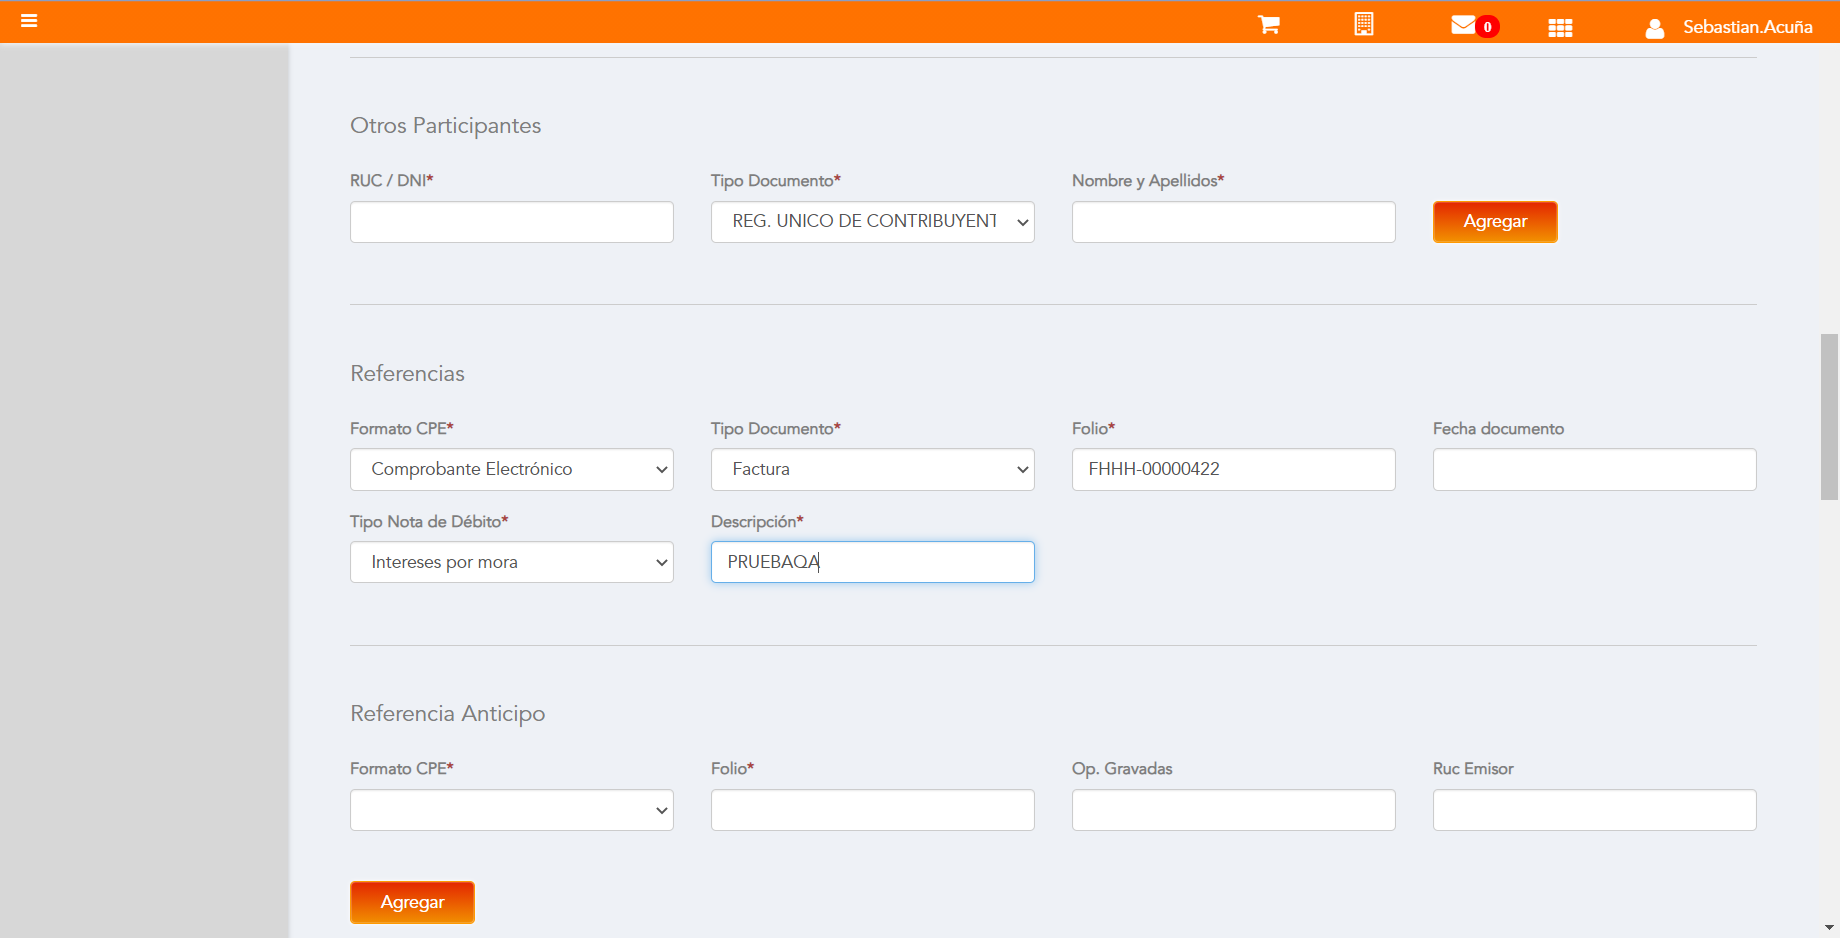 0
Sebastian.Acuña
Otros Participantes
RUC / DNI*
Tipo Documento*
Nombre y Apellidos*
REG. UNICO DE CONTRIBUYENT
Agregar
Referencias
Formato CPE*
Tipo Documento*
Folio*
Fecha documento
Comprobante Electrónico
Factura
FHHH-00000422
Tipo Nota de Débito*
Descripción*
Intereses por mora
PRUEBAQA
Referencia Anticipo
Formato CPE*
Folio*
Op. Gravadas
Ruc Emisor
Agregar